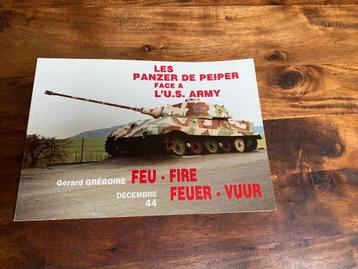 LES
PANZER DE PEIPER
FACE A
L'U.S. ARMY
Gérard GRÉGOIRE FEU - FIRE
DÉCEMBRE FEUER - VUUR
44